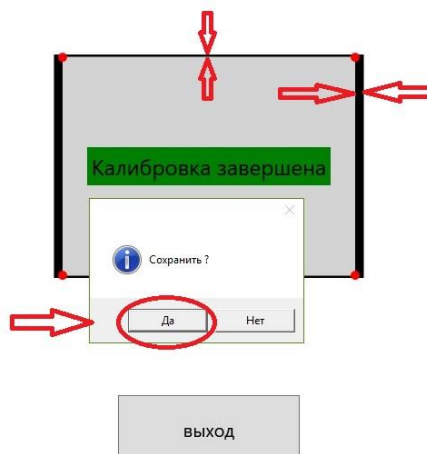 Калибровка завершена
Сохранить ?
Да
Нет
выход